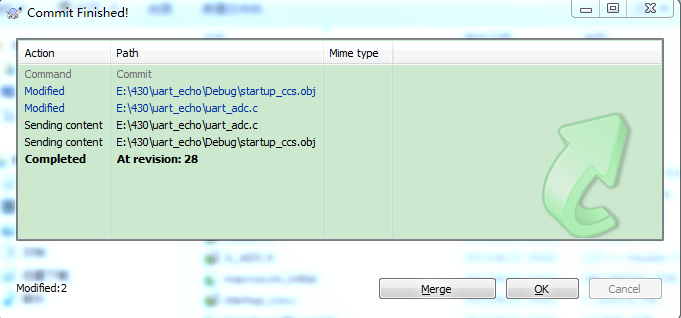 Commit Finished!
Action Path Mime type
Command Commit
Modified E:\430\uart_echo\Debug\startup_ccs.obj
Modified E:\430\uart_echo\uart_adc.c
Sending content E:\430\uart_echo\uart_adc.c
Sending content E:\430\uart_echo\Debug\startup_ccs.obj
Completed At revision: 28
Modified:2
Merge OK Cancel